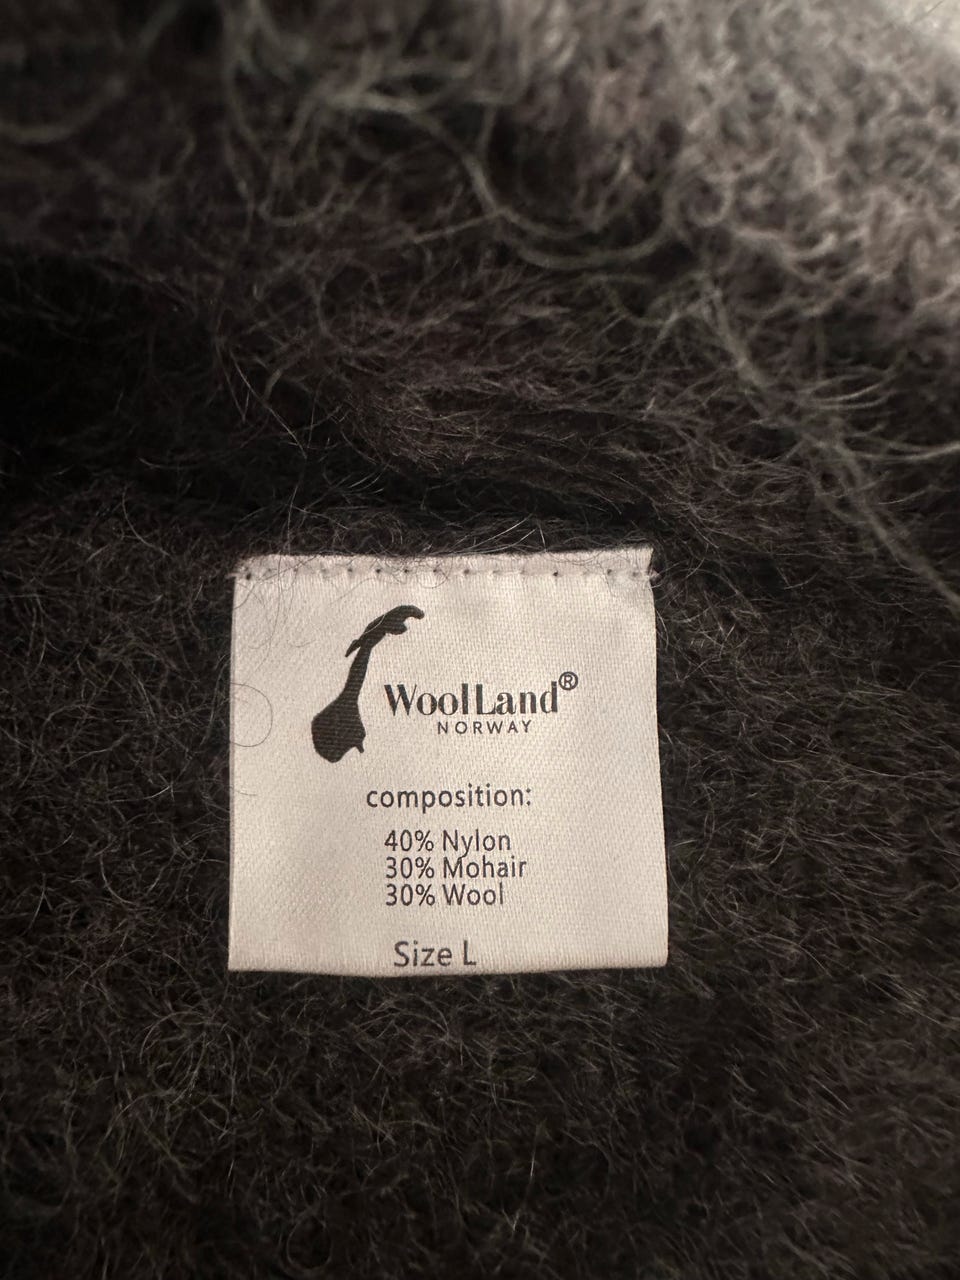 WoolLand®
NORWAY
composition:
40% Nylon
30% Mohair
30% Wool
Size L